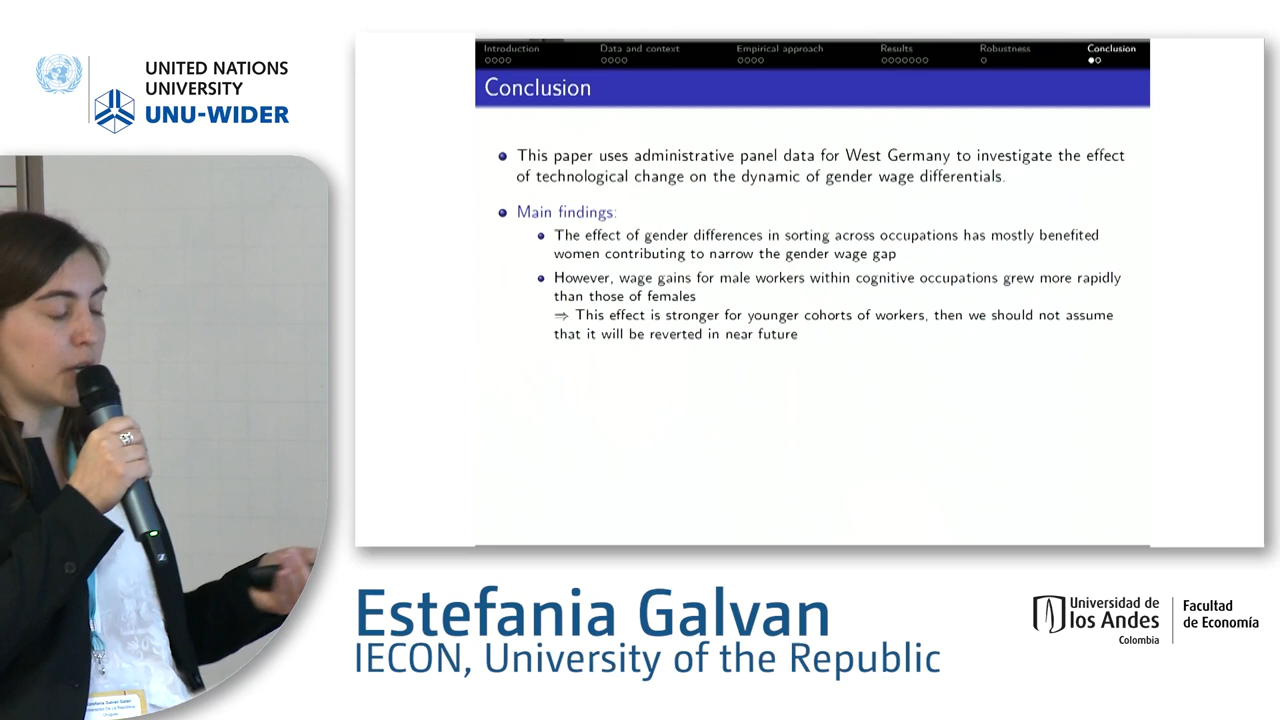 UNITED NATIONS
UNIVERSITY
UNU-WIDER
Introduction
Data and context
Empirical approach
Results
Robustness
Conclusion
Conclusion
This paper uses administrative panel data for West Germany to investigate the effect
of technological change on the dynamic of gender wage differentials.
Main findings:
The effect of gender differences in sorting across occupations has mostly benefited
women contributing to narrow the gender wage gap
However, wage gains for male workers within cognitive occupations grew more rapidly
than those of females
⇒ This effect is stronger for younger cohorts of workers, then we should not assume
that it will be reverted in near future
Estefania Galvan
IECON, University of the Republic
Universidad de
los Andes
Colombia
Facultad
de Economía